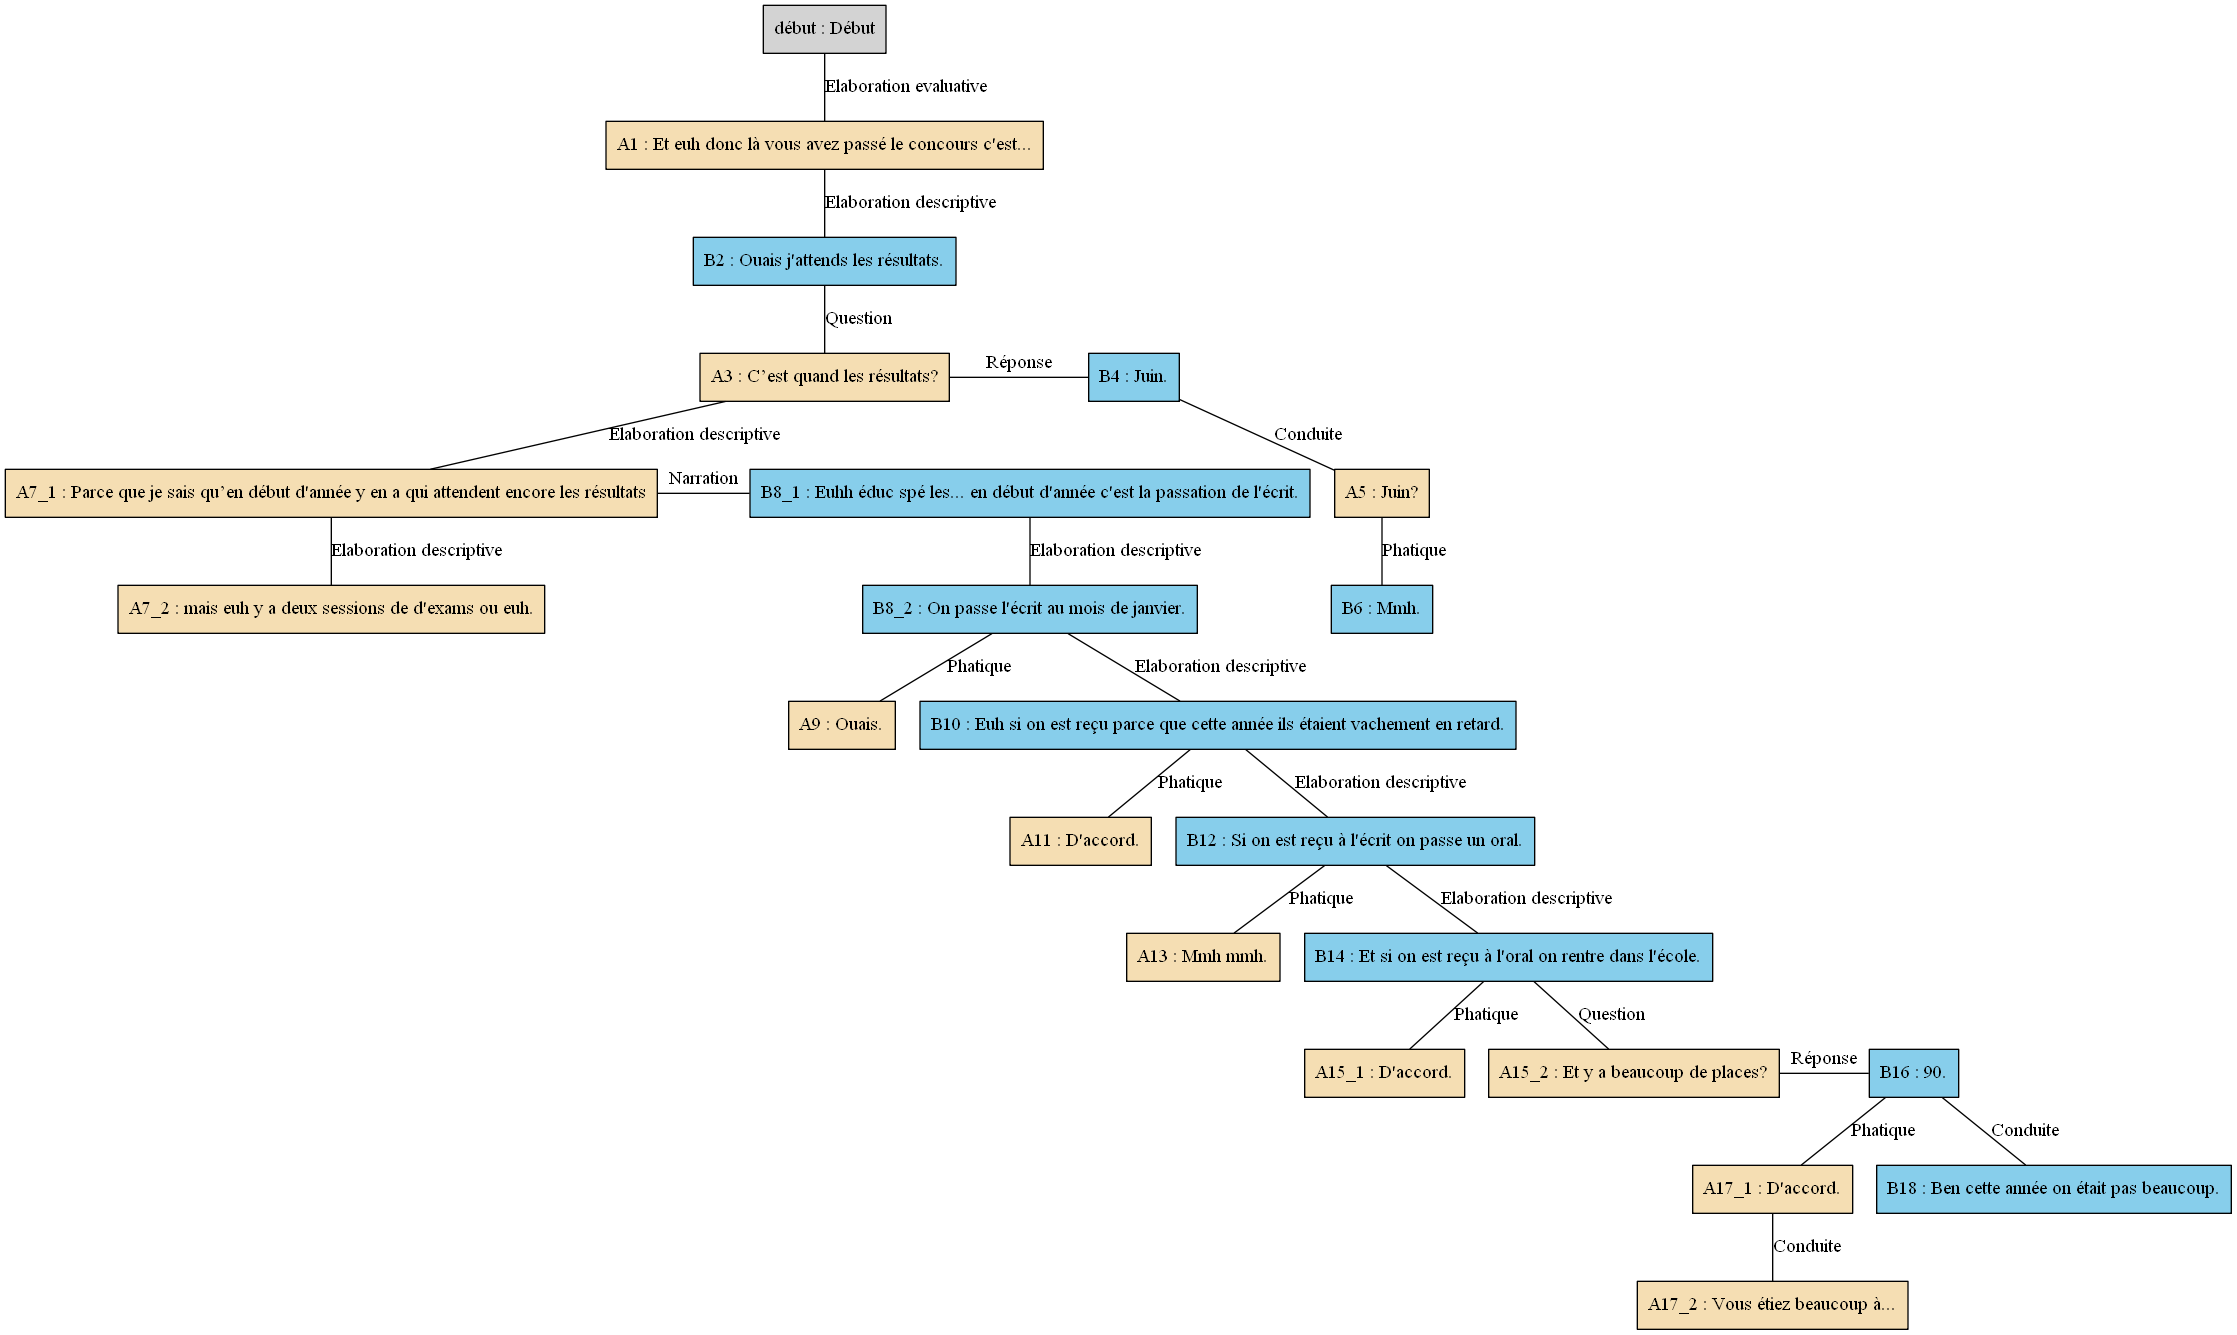 début : Début
Elaboration evaluative
A1 : Et euh donc là vous avez passé le concours c'est...
Elaboration descriptive
B2 : Ouais j'attends les résultats.
Question
A3 : C’est quand les résultats?
Réponse
B4 : Juin.
Elaboration descriptive
Conduite
A7_1 : Parce que je sais qu’en début d'année y en a qui attendent encore les résultats
Narration
B8_1 : Euhh éduc spé les... en début d'année c'est la passation de l'écrit.
A5 : Juin?
Elaboration descriptive
Elaboration descriptive
Phatique
A7_2 : mais euh y a deux sessions de d'exams ou euh.
B8_2 : On passe l'écrit au mois de janvier.
B6 : Mmh.
Phatique
Elaboration descriptive
A9 : Ouais.
B10 : Euh si on est reçu parce que cette année ils étaient vachement en retard.
Phatique
Elaboration descriptive
A11 : D'accord.
B12 : Si on est reçu à l'écrit on passe un oral.
Phatique
Elaboration descriptive
A13 : Mmh mmh.
B14 : Et si on est reçu à l'oral on rentre dans l'école.
Phatique
Question
A15_1 : D'accord.
A15_2 : Et y a beaucoup de places?
Réponse
B16 : 90.
Phatique
Conduite
A17_1 : D'accord.
B18 : Ben cette année on était pas beaucoup.
Conduite
A17_2 : Vous étiez beaucoup à...